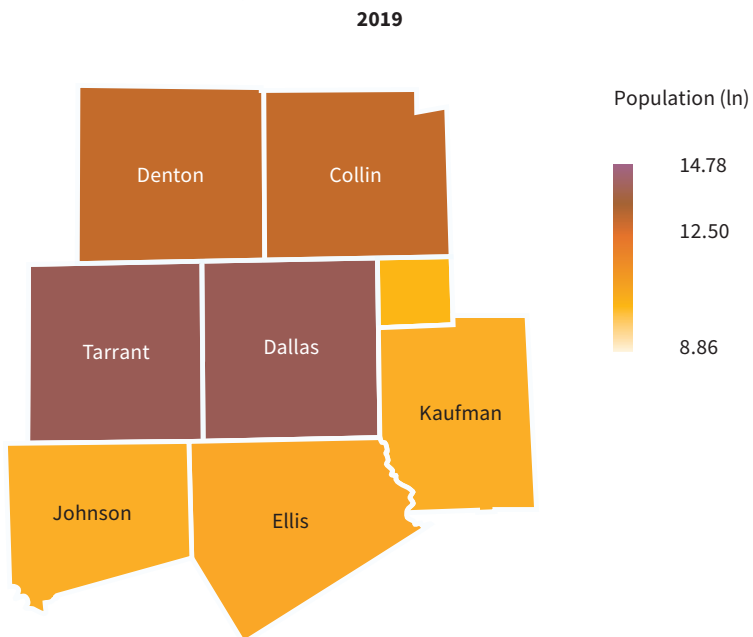 2019
Population (ln)
14.78
12.50
8.86
Denton
Collin
Tarrant
Dallas
Kaufman
Johnson
Ellis